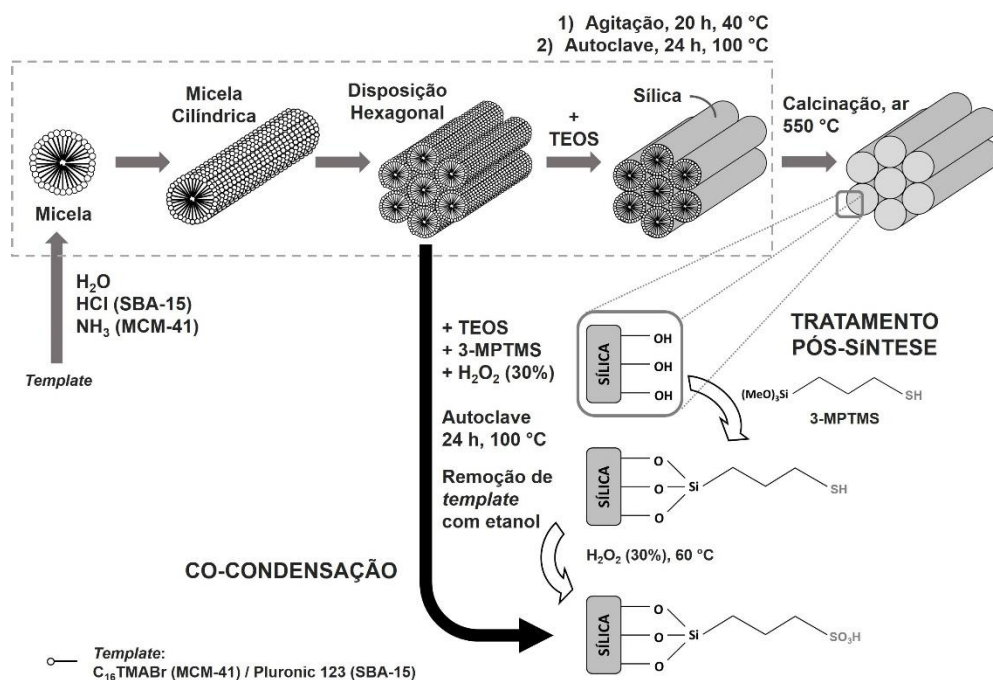 1) Agitação, 20 h, 40 °C
2) Autoclave, 24 h, 100 °C
Micela
Micela
Cilíndrica
Disposição
Hexagonal
+
TEOS
Sílica
Calcinação, ar
550 °C
H₂O
HCl (SBA-15)
NH₃ (MCM-41)
Template
+ TEOS
+ 3-MPTMS
+ H₂O₂ (30%)
Autoclave
24 h, 100 °C
Remoção de
template
com etanol
CO-CONDENSAÇÃO
TRATAMENTO
PÓS-SíNTESE
SÍLICA
OH
OH
OH
(MeO)₃Si
SH
3-MPTMS
SÍLICA
O
O
O
Si
SH
H₂O₂ (30%), 60 °C
SÍLICA
O
O
O
Si
SO₃H
Template:
C₁₆TMABr (MCM-41) / Pluronic 123 (SBA-15)